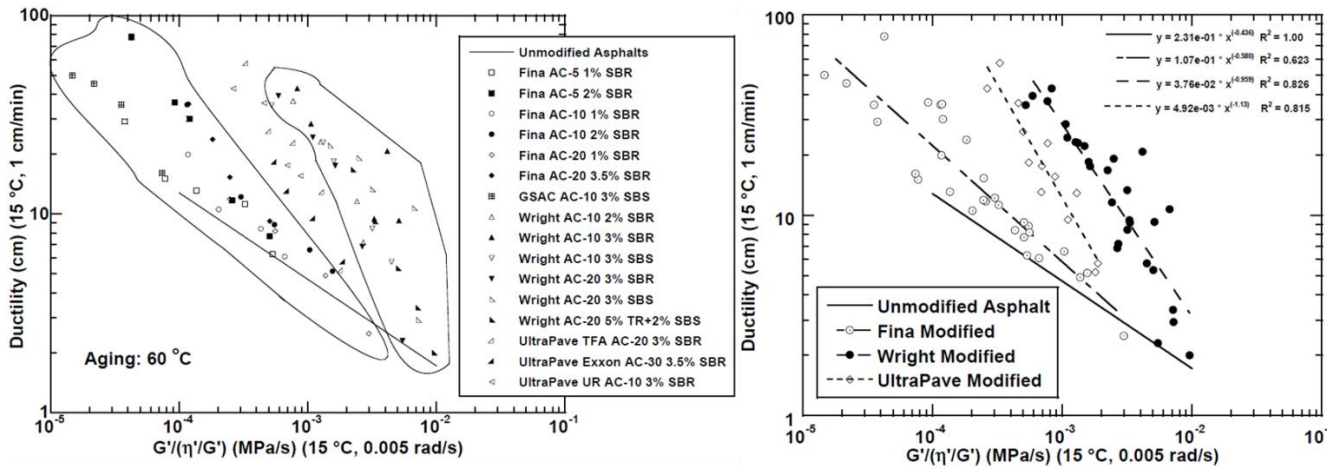 Ductility (cm) (15 °C, 1 cm/min)
100
10
1
10⁻⁵
10⁻⁴
10⁻³
10⁻²
10⁻¹
G'/(η'/G') (MPa/s) (15 °C, 0.005 rad/s)
Aging: 60 °C
Unmodified Asphalts
Fina AC-5 1% SBR
Fina AC-5 2% SBR
Fina AC-10 1% SBR
Fina AC-10 2% SBR
Fina AC-20 1% SBR
Fina AC-20 3.5% SBR
GSAC AC-10 3% SBS
Wright AC-10 2% SBR
Wright AC-10 3% SBR
Wright AC-10 3% SBS
Wright AC-20 3% SBR
Wright AC-20 3% SBS
Wright AC-20 5% TR+2% SBS
UltraPave TFA AC-20 3% SBR
UltraPave Exxon AC-30 3.5% SBR
UltraPave UR AC-10 3% SBR
Ductility (cm) (15 °C, 1 cm/min)
100
10
1
10⁻⁵
10⁻⁴
10⁻³
10⁻²
10⁻¹
G'/(η'/G') (MPa/s) (15 °C, 0.005 rad/s)
y = 2.31e-01 * x^(-0.436) R² = 1.00
y = 1.07e-01 * x^(-0.580) R² = 0.623
y = 3.76e-02 * x^(-0.959) R² = 0.826
y = 4.92e-03 * x^(-1.13) R² = 0.815
Unmodified Asphalt
Fina Modified
Wright Modified
UltraPave Modified